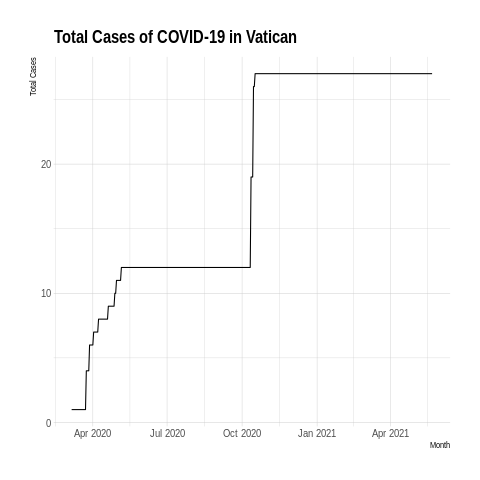 Total Cases of COVID-19 in Vatican
Total Cases
20
10
0
Apr 2020 Jul 2020 Oct 2020 Jan 2021 Apr 2021
Month